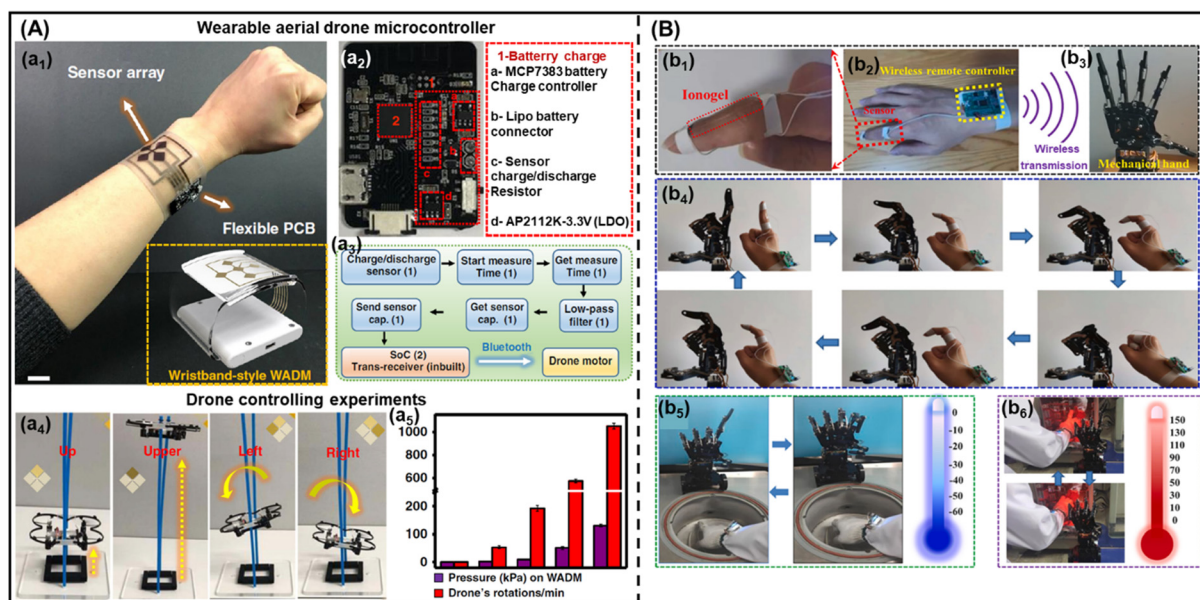 (A)
Wearable aerial drone microcontroller
(a1)
Sensor array
Flexible PCB
Wristband-style WADM
(a2)
2
a
b
c
d
1-Batterry charge
a- MCP7383 battery
Charge controller
b- Lipo battery
connector
c- Sensor
charge/discharge
Resistor
d- AP2112K-3.3V (LDO)
(a3)
Charge/discharge
sensor (1)
Start measure
Time (1)
Get measure
Time (1)
Send sensor
cap. (1)
Get sensor
cap. (1)
Low-pass
filter (1)
SoC (2)
Trans-receiver (inbuilt)
Bluetooth
Drone motor
Drone controlling experiments
(a4)
Up
Upper
Left
Right
(a5)
1000
800
600
200
100
0
Pressure (kPa) on WADM
Drone's rotations/min
(B)
(b1)
Ionogel
(b2)
Wireless remote controller
Sensor
Wireless
transmission
(b3)
Mechanical hand
(b4)
(b5)
0
-10
-20
-30
-40
-50
-60
(b6)
150
130
110
90
70
50
30